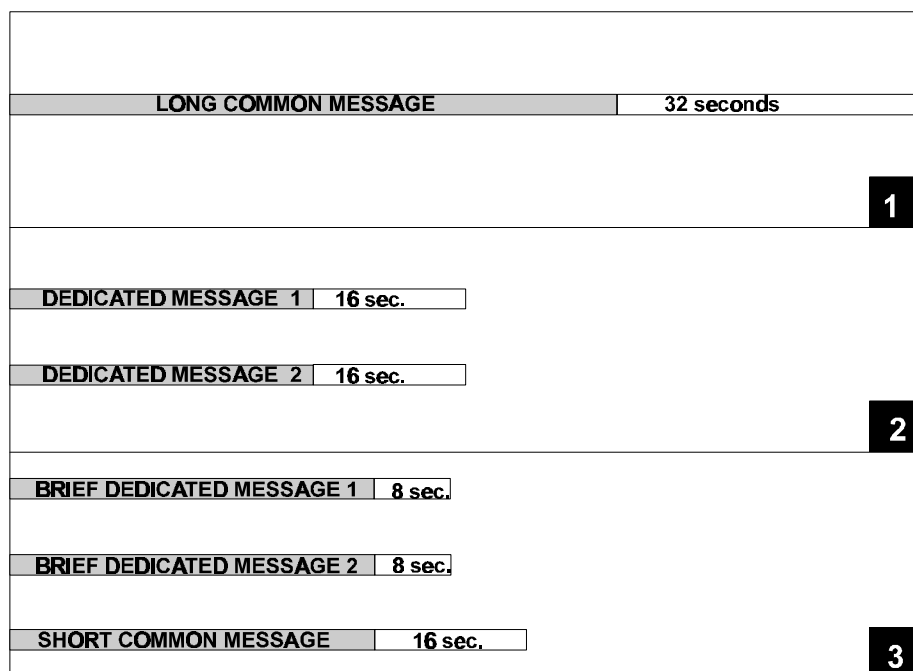 LONG COMMON MESSAGE 32 seconds
1
DEDICATED MESSAGE 1 16 sec.
DEDICATED MESSAGE 2 16 sec.
2
BRIEF DEDICATED MESSAGE 1 8 sec.
BRIEF DEDICATED MESSAGE 2 8 sec.
SHORT COMMON MESSAGE 16 sec.
3